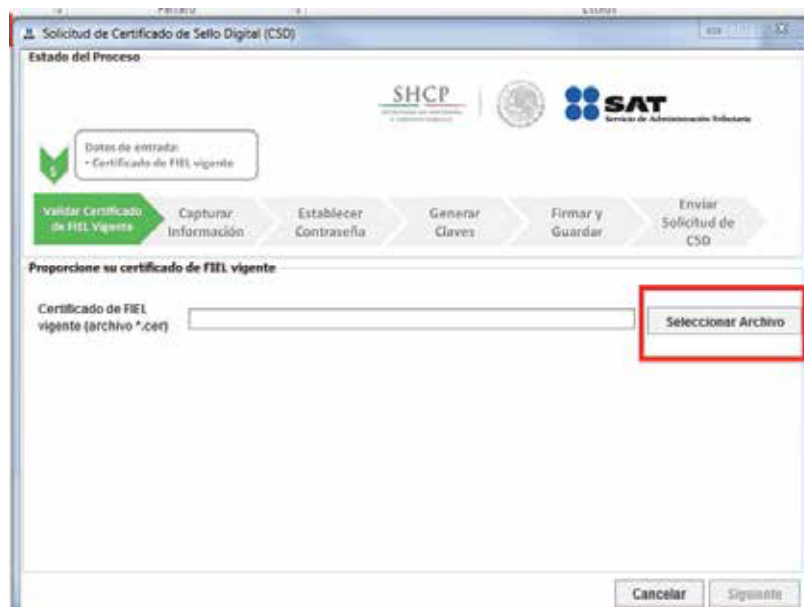 Solicitud de Certificado de Sello Digital (CSD)
Estado del Proceso
SHCP
SAT
Servicio de Administración Tributaria
Datos de entrada:
• Certificado de FIEL vigente
Validar Certificado
de FIEL Vigente
Capturar
Información
Establecer
Contraseña
Generar
Claves
Firmar y
Guardar
Enviar
Solicitud de
CSD
Proporcione su certificado de FIEL vigente
Certificado de FIEL
vigente (archivo *.cer)
Seleccionar Archivo
Cancelar
Siguiente